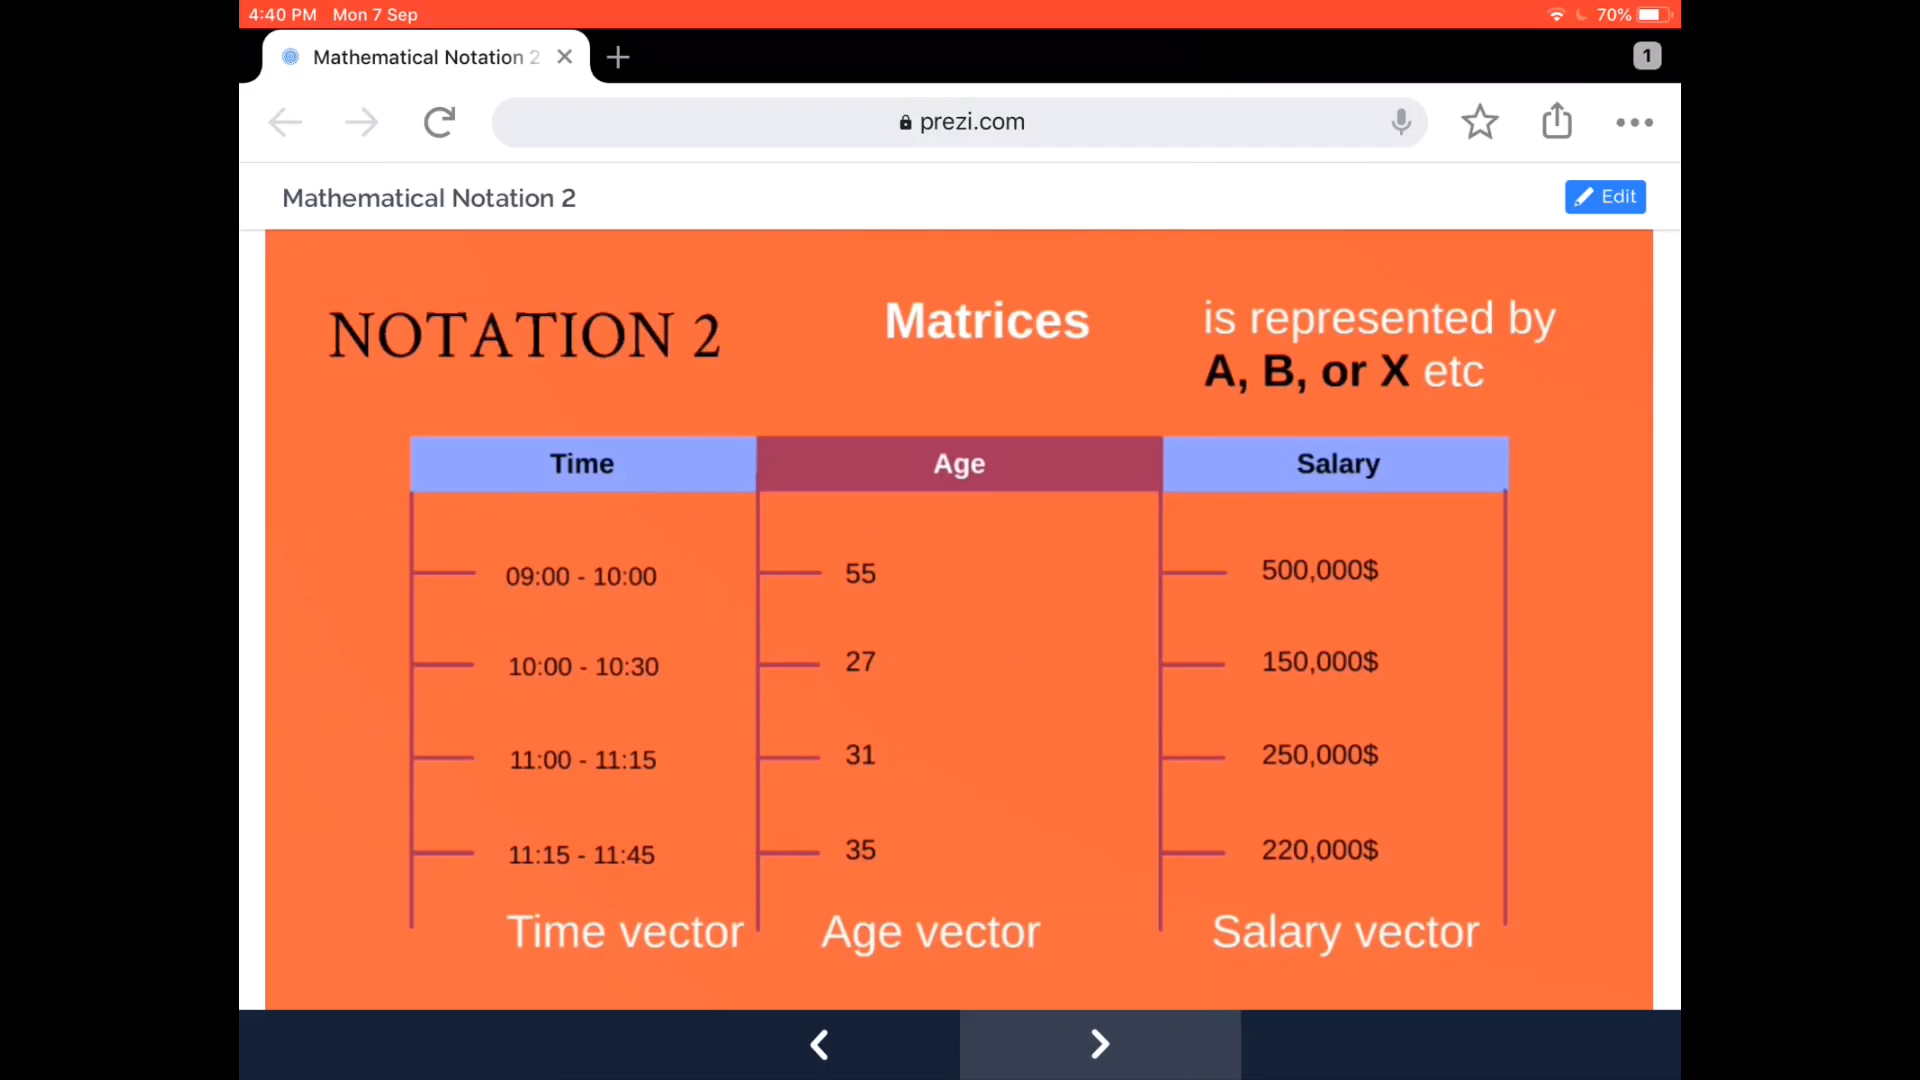 4:40 PM Mon 7 Sep 70%
Mathematical Notation 2
1
prezi.com
Mathematical Notation 2
Edit
NOTATION 2
Matrices
is represented by
A, B, or X etc
Time Age Salary
09:00 - 10:00 55 500,000$
10:00 - 10:30 27 150,000$
11:00 - 11:15 31 250,000$
11:15 - 11:45 35 220,000$
Time vector Age vector Salary vector